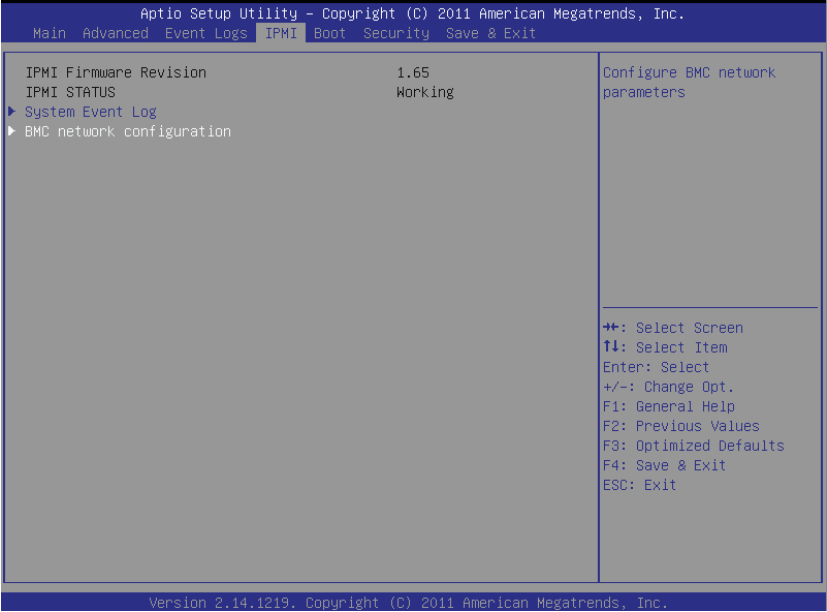 Aptio Setup Utility – Copyright (C) 2011 American Megatrends, Inc.
Main Advanced Event Logs IPMI Boot Security Save & Exit
IPMI Firmware Revision 1.65
IPMI STATUS Working
System Event Log
BMC network configuration
Configure BMC network
parameters
→←: Select Screen
↑↓: Select Item
Enter: Select
+/-: Change Opt.
F1: General Help
F2: Previous Values
F3: Optimized Defaults
F4: Save & Exit
ESC: Exit
Version 2.14.1219. Copyright (C) 2011 American Megatrends, Inc.